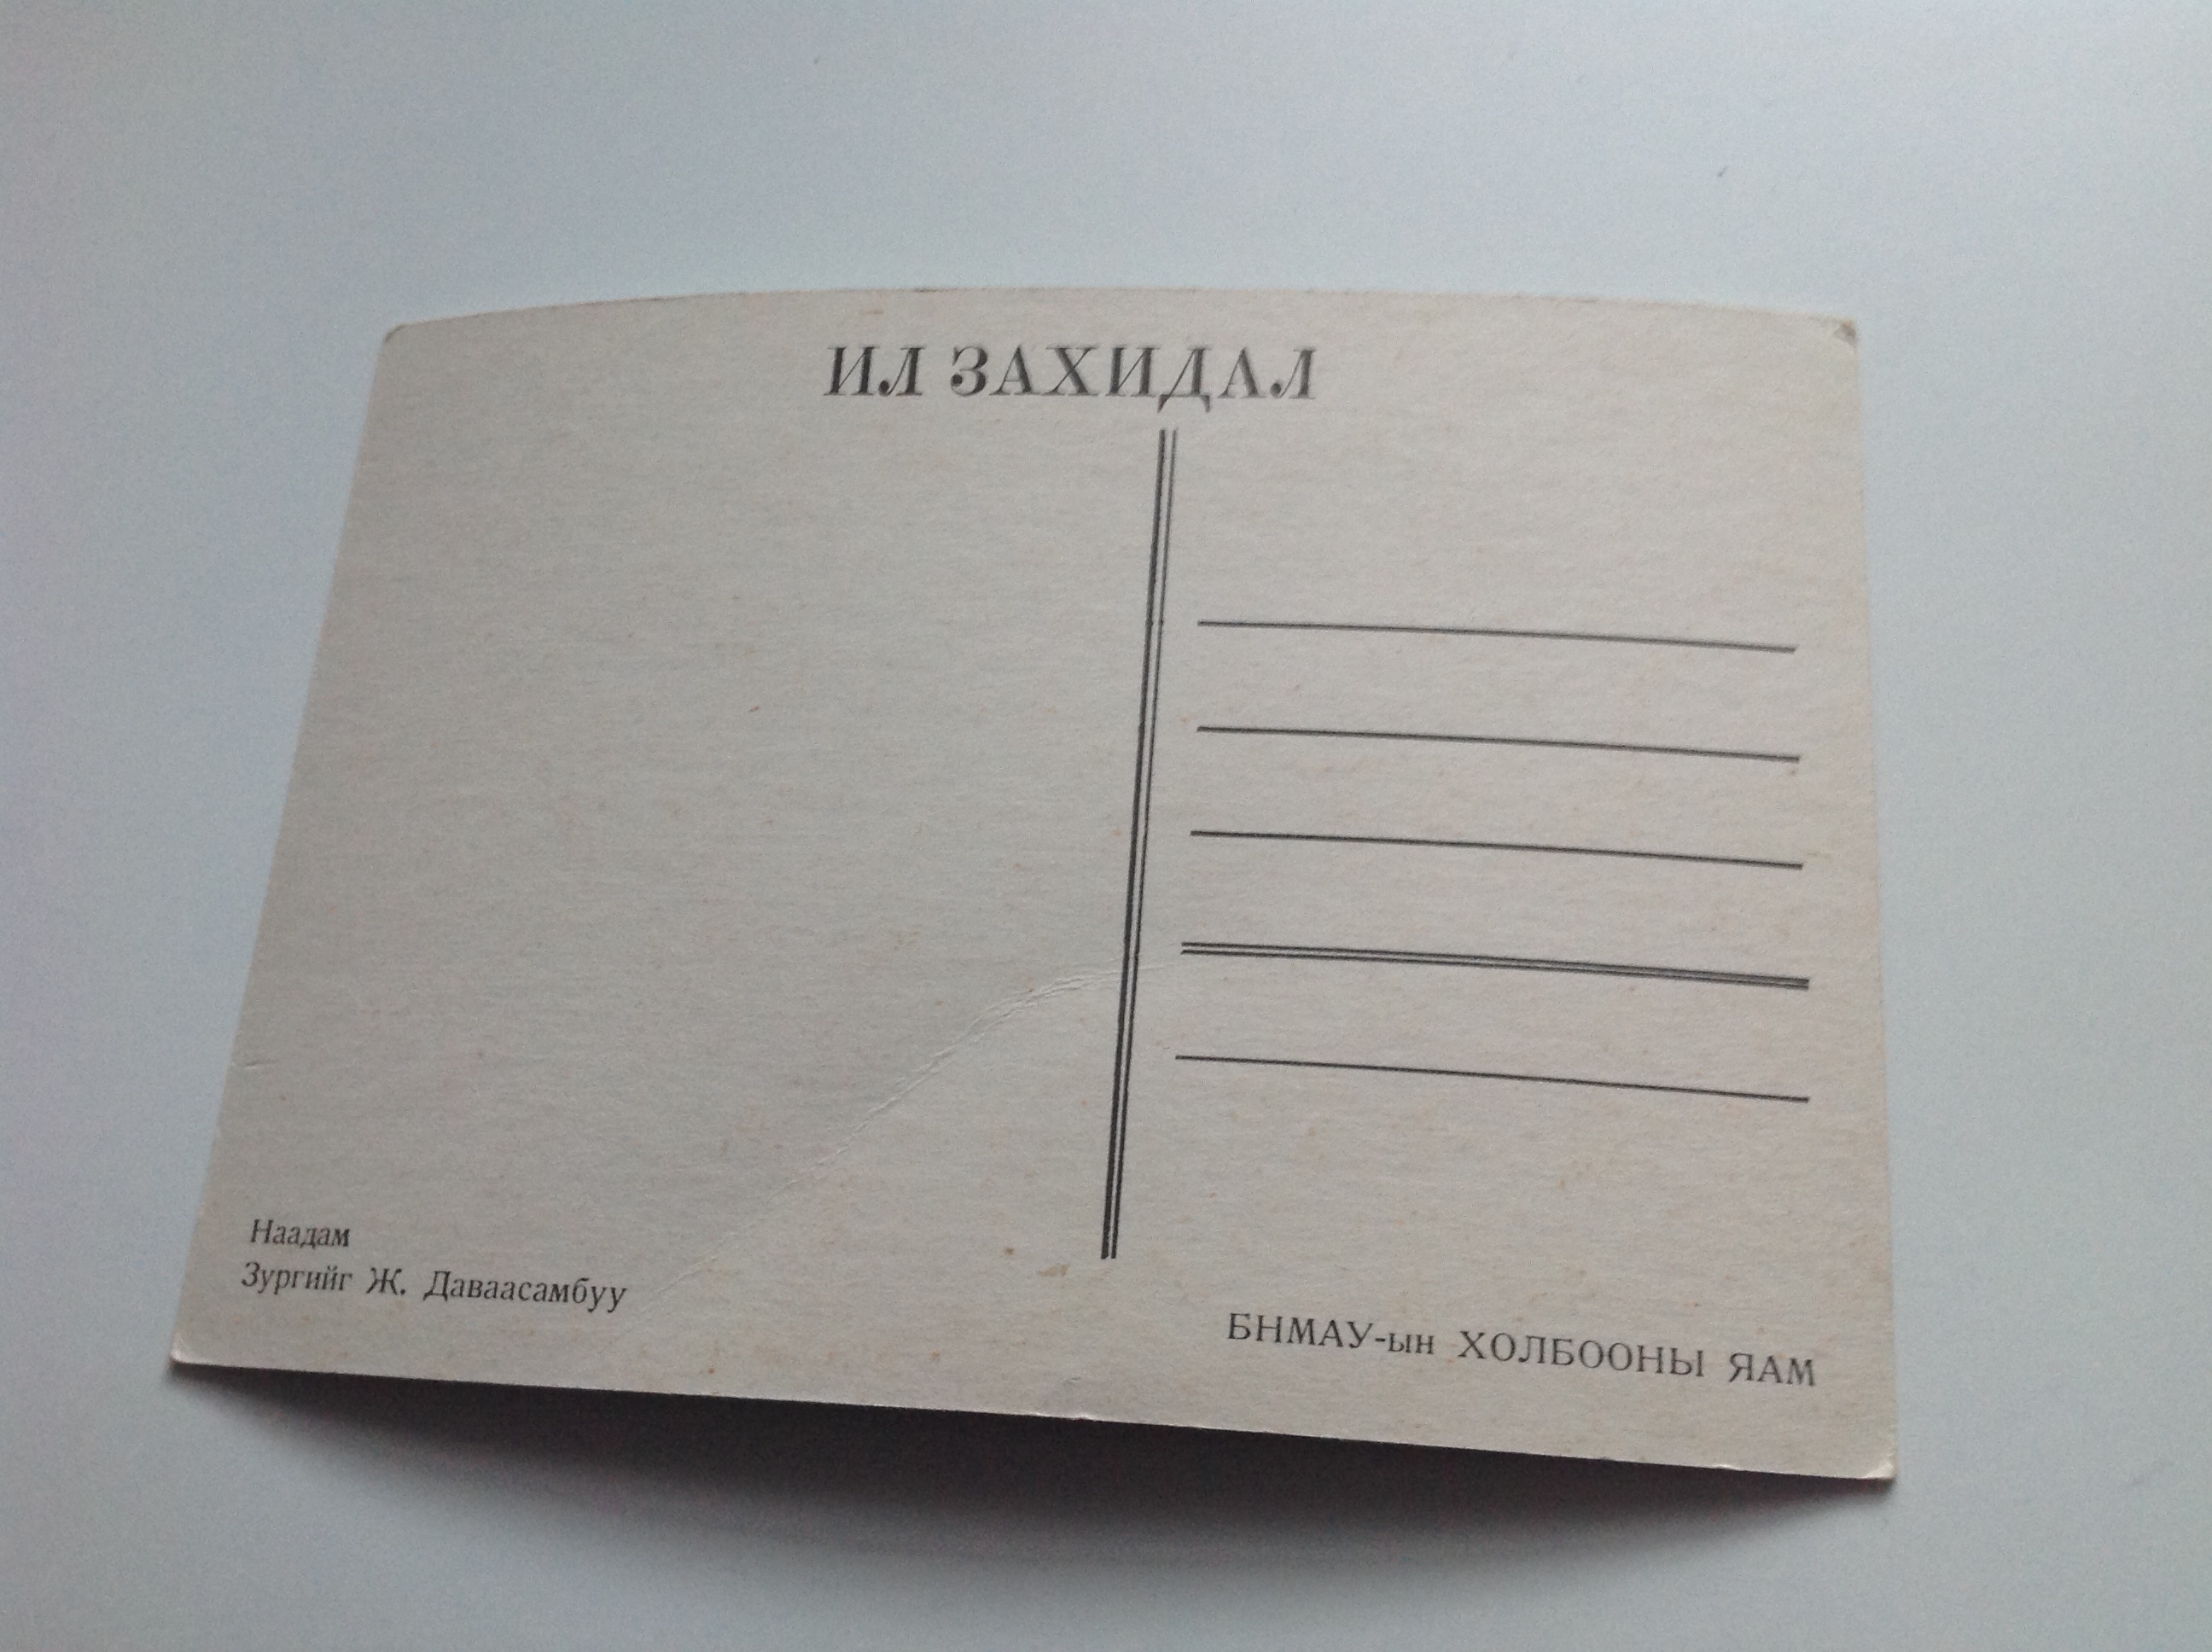 ИЛ ЗАХИДАЛ
Наадам
Зургийг Ж. Даваасамбуу
БНМАУ-ын ХОЛБООНЫ ЯАМ